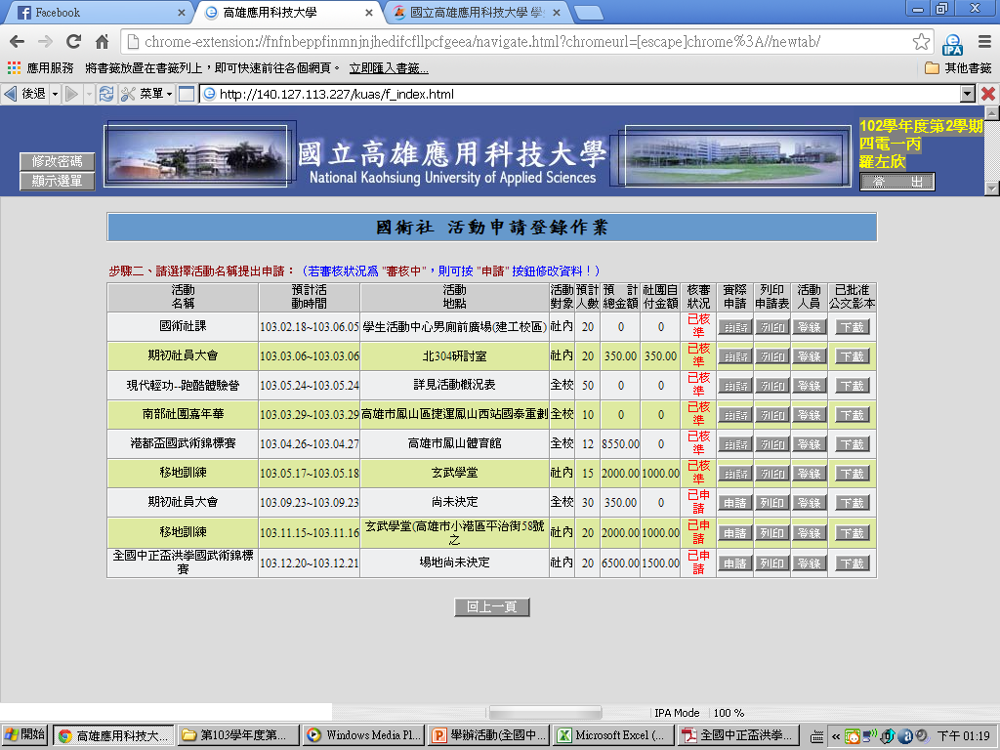 Facebook
高雄應用科技大學
國立高雄應用科技大學 學
chrome-extension://fnfnbeppfinmnjnjhedifcfllpcfgeea/navigate.html?chromeurl=[escape]chrome%3A//newtab/
IPA
應用服務 將書籤放置在書籤列上，即可快速前往各個網頁。 立即匯入書籤...
其他書籤
後退 菜單 http://140.127.113.227/kuas/f_index.html
修改密碼
顯示選單
國立高雄應用科技大學
National Kaohsiung University of Applied Sciences
102學年度第2學期
四電一丙
羅左欣
登 出
國術社 活動申請登錄作業
步驟二、請選擇活動名稱提出申請：（若審核狀況為 "審核中"，則可按 "申請" 按鈕修改資料！）
活動名稱 預計活動時間 活動地點 活動對象 預計人數 預 計總金額 社團自付金額 核審狀況 實際申請 列印申請表 活動人員 已批准公文影本
國術社課 103.02.18~103.06.05 學生活動中心男廁前廣場(建工校區) 社內 20 0 0 已核準 申請 列印 登錄 下載
期初社員大會 103.03.06~103.03.06 北304研討室 社內 20 350.00 350.00 已核準 申請 列印 登錄 下載
現代輕功--跑酷體驗營 103.05.24~103.05.24 詳見活動概況表 全校 50 0 0 已核準 申請 列印 登錄 下載
南部社團嘉年華 103.03.29~103.03.29 高雄市鳳山區捷運鳳山西站國泰重劃 全校 10 0 0 已核準 申請 列印 登錄 下載
港都盃國武術錦標賽 103.04.26~103.04.27 高雄市鳳山體育館 全校 12 8550.00 0 已核準 申請 列印 登錄 下載
移地訓練 103.05.17~103.05.18 玄武學堂 社內 15 2000.00 1000.00 已核準 申請 列印 登錄 下載
期初社員大會 103.09.23~103.09.23 尚未決定 全校 30 350.00 0 已申請 申請 列印 登錄 下載
移地訓練 103.11.15~103.11.16 玄武學堂(高雄市小港區平治街58號之 社內 20 2000.00 1000.00 已申請 申請 列印 登錄 下載
全國中正盃洪拳國武術錦標賽 103.12.20~103.12.21 場地尚未決定 社內 20 6500.00 1500.00 已申請 申請 列印 登錄 下載
回上一頁
IPA Mode 100 %
開始 高雄應用科技大... 第103學年度第... Windows Media Pl... 舉辦活動(全國中... Microsoft Excel (... 全國中正盃洪拳... 下午 01:19